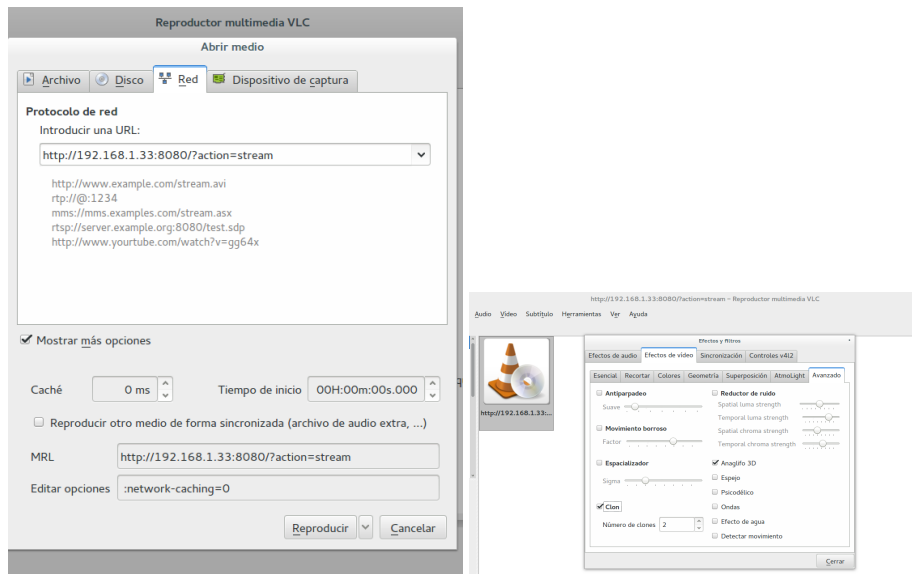 Reproductor multimedia VLC
Abrir medio
Archivo Disco Red Dispositivo de captura
Protocolo de red
Introducir una URL:
http://192.168.1.33:8080/?action=stream
http://www.example.com/stream.avi
rtp://@:1234
mms://mms.examples.com/stream.asx
rtsp://server.example.org:8080/test.sdp
http://www.yourtube.com/watch?v=gg64x
Mostrar más opciones
Caché 0 ms Tiempo de inicio 00H:00m:00s.000
Reproducir otro medio de forma sincronizada (archivo de audio extra, ...)
MRL http://192.168.1.33:8080/?action=stream
Editar opciones :network-caching=0
Reproducir Cancelar
http://192.168.1.33:8080/?action=stream – Reproductor multimedia VLC
Audio Vídeo Subtítulo Herramientas Ver Ayuda
http://192.168.1.33:...
Efectos y filtros
Efectos de audio Efectos de vídeo Sincronización Controles v4l2
Esencial Recortar Colores Geometría Superposición AtmoLight Avanzado
Antiparpadeo
Suave
Movimiento borroso
Factor
Espacializador
Sigma
Clon
Número de clones 2
Reductor de ruido
Spatial luma strength
Temporal luma strength
Spatial chroma strength
Temporal chroma strength
Anaglifo 3D
Espejo
Psicodélico
Ondas
Efecto de agua
Detectar movimiento
Cerrar